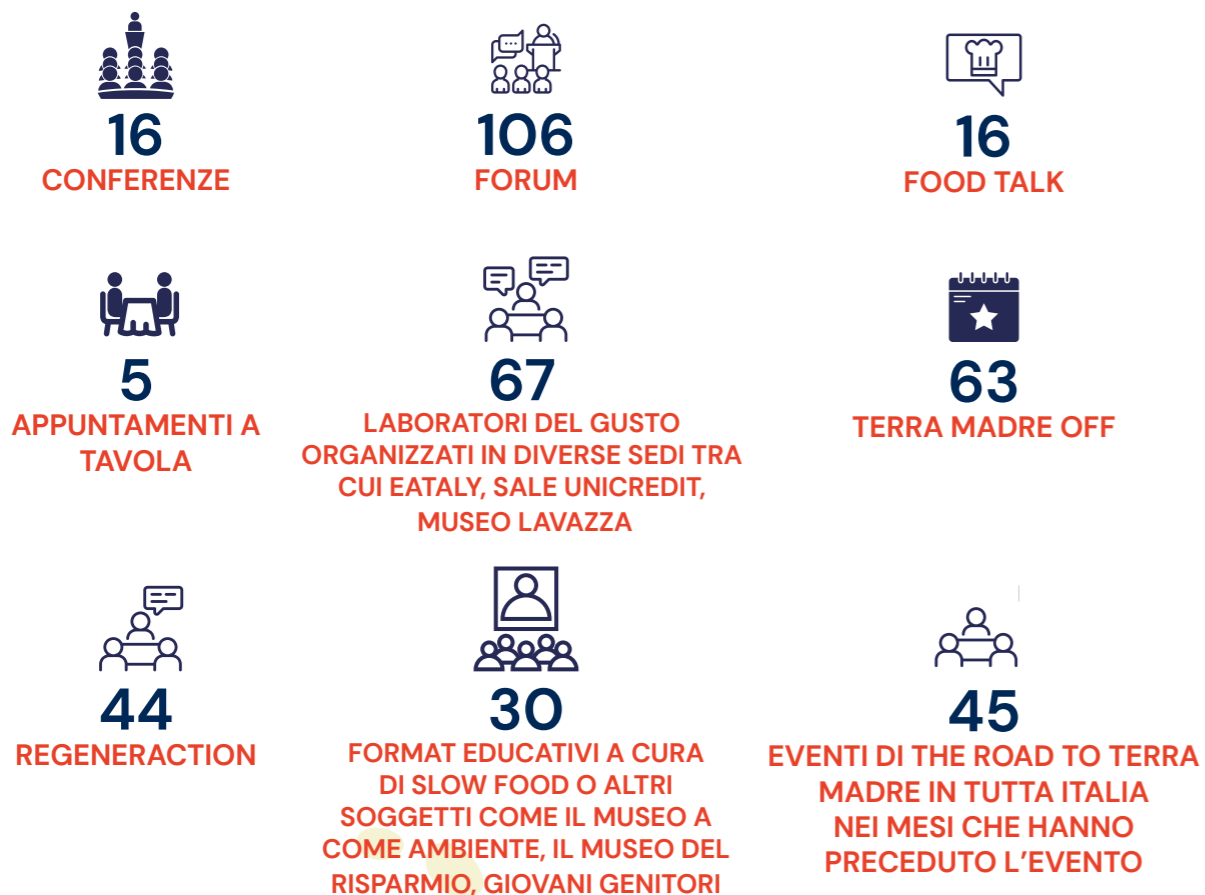 16
CONFERENZE
106
FORUM
16
FOOD TALK
5
APPUNTAMENTI A
TAVOLA
67
LABORATORI DEL GUSTO
ORGANIZZATI IN DIVERSE SEDI TRA
CUI EATALY, SALE UNICREDIT,
MUSEO LAVAZZA
63
TERRA MADRE OFF
44
REGENERACTION
30
FORMAT EDUCATIVI A CURA
DI SLOW FOOD O ALTRI
SOGGETTI COME IL MUSEO A
COME AMBIENTE, IL MUSEO DEL
RISPARMIO, GIOVANI GENITORI
45
EVENTI DI THE ROAD TO TERRA
MADRE IN TUTTA ITALIA
NEI MESI CHE HANNO
PRECEDUTO L'EVENTO